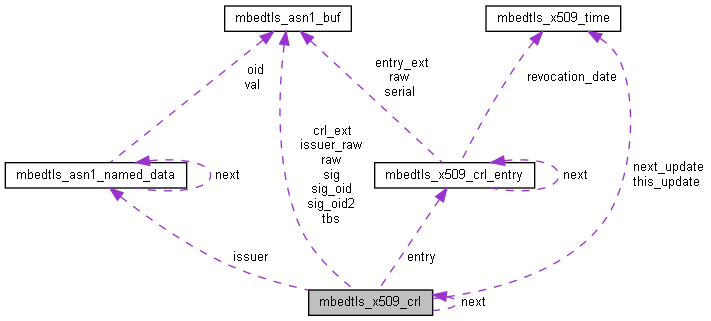 mbedtls_asn1_buf
mbedtls_x509_time
oid
val
entry_ext
raw
serial
revocation_date
crl_ext
issuer_raw
raw
sig
sig_oid
sig_oid2
tbs
mbedtls_asn1_named_data
next
mbedtls_x509_crl_entry
next
next_update
this_update
issuer
entry
mbedtls_x509_crl
next